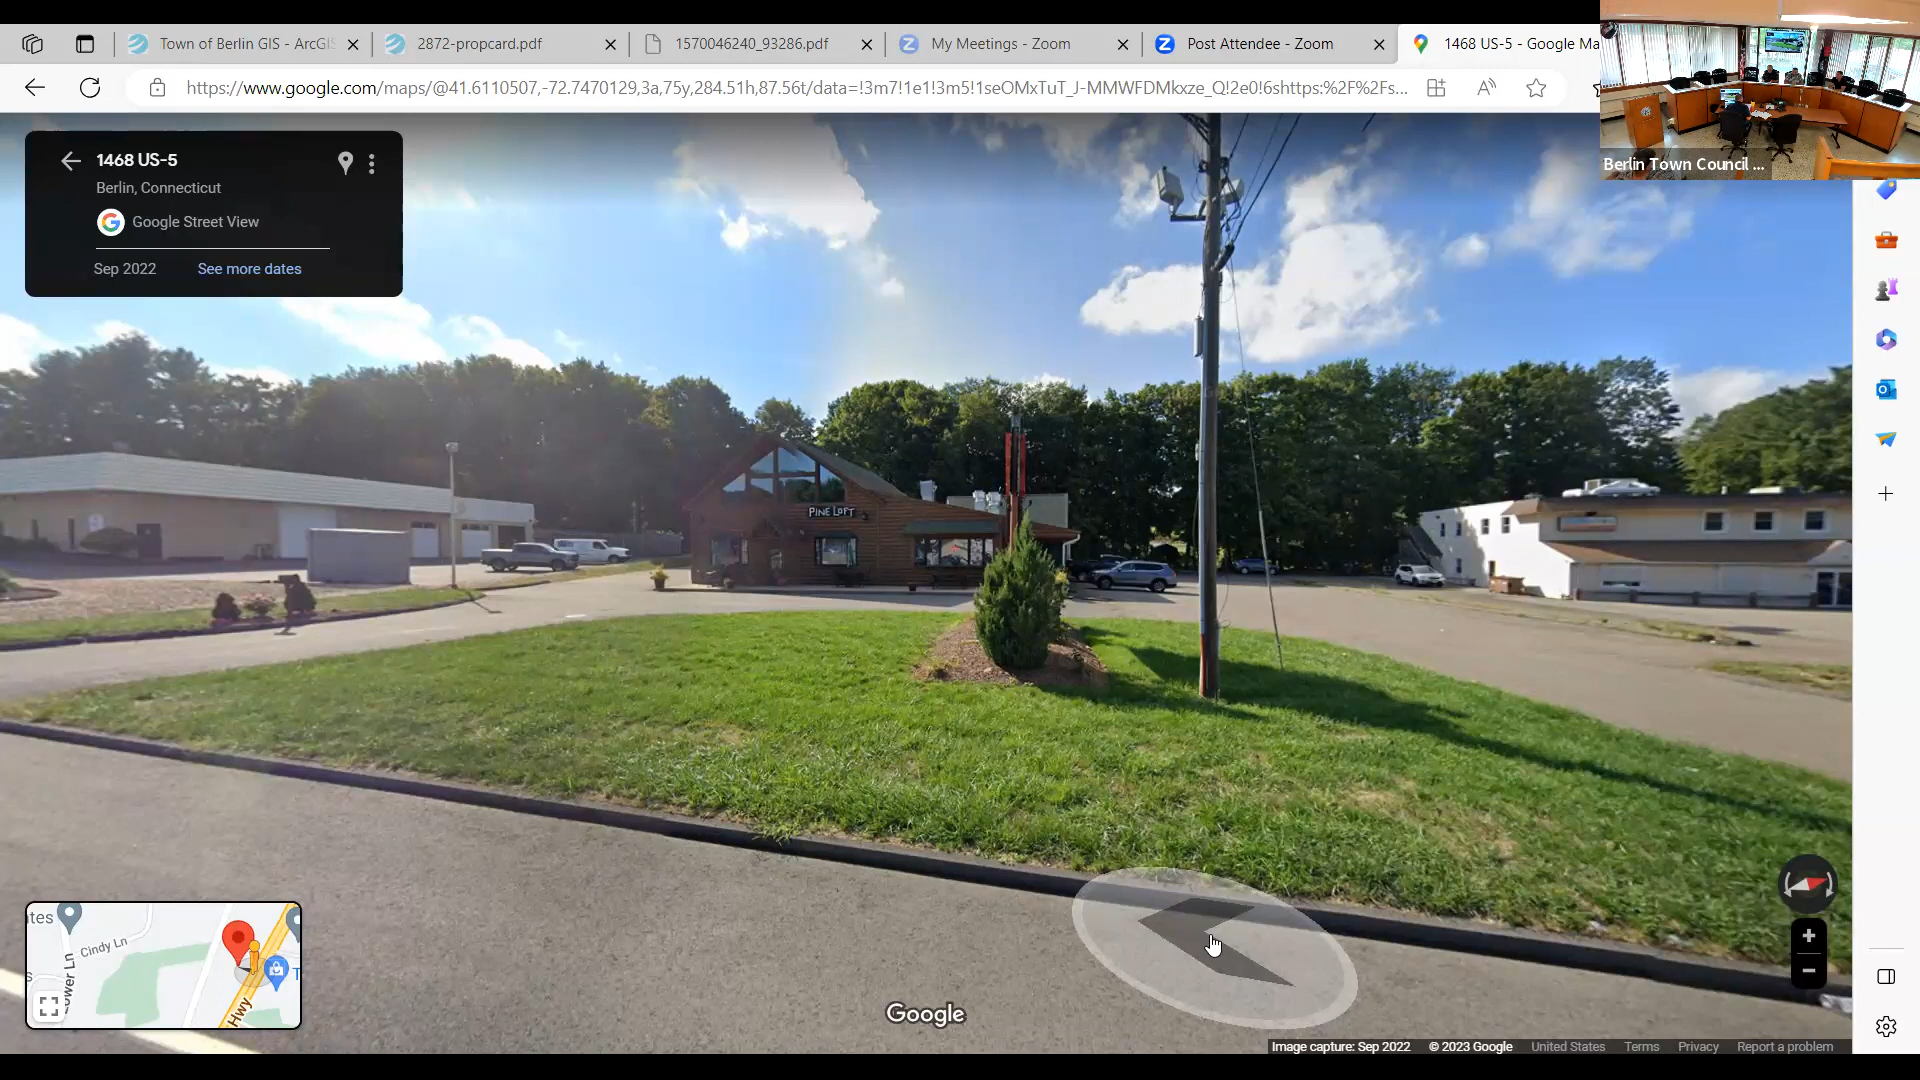 Town of Berlin GIS - ArcGIS
2872-propcard.pdf
1570046240_93286.pdf
My Meetings - Zoom
Post Attendee - Zoom
1468 US-5 - Google Ma
https://www.google.com/maps/@41.6110507,-72.7470129,3a,75y,284.51h,87.56t/data=!3m7!1e1!3m5!1seOMxTuT_J-MMWFDMkxze_Q!2e0!6shttps:%2F%2Fs...
Berlin Town Council ...
1468 US-5
Berlin, Connecticut
Google Street View
Sep 2022 See more dates
PINE LOFT
tes
Cindy Ln
ower Ln
Hwy
T
Google
Image capture: Sep 2022 © 2023 Google United States Terms Privacy Report a problem